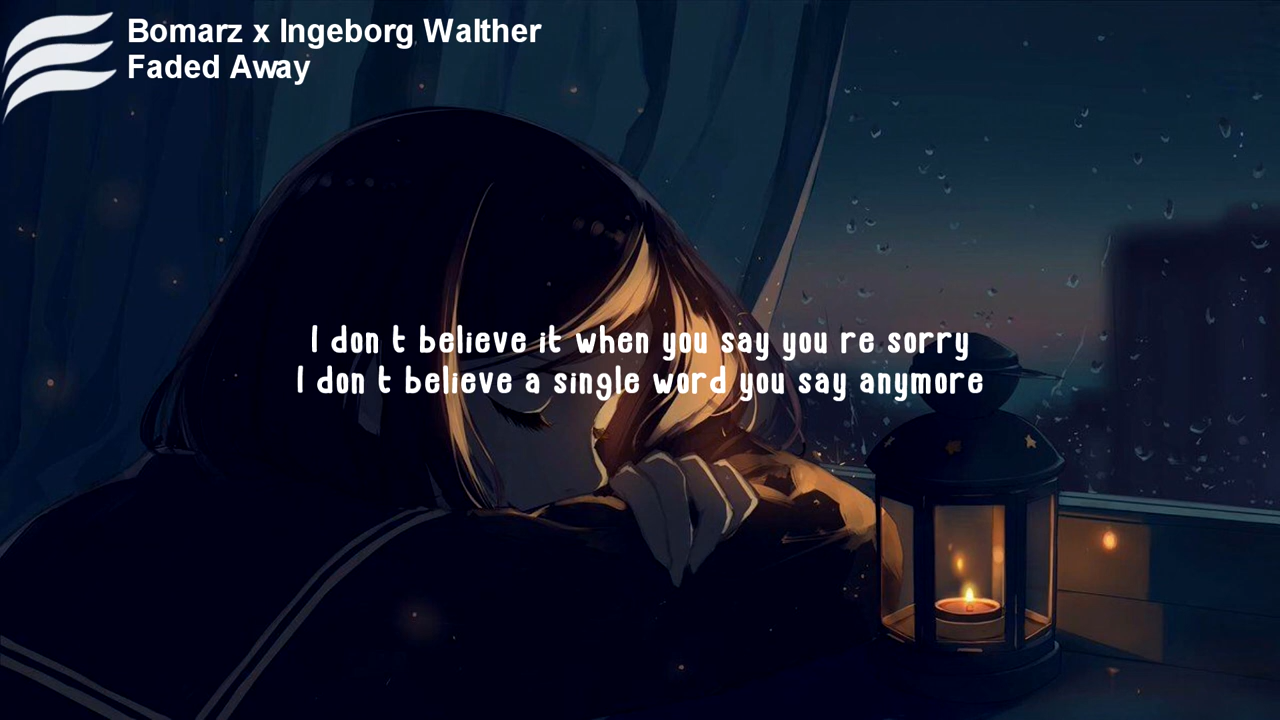 Bomarz x Ingeborg Walther
Faded Away
I don t believe it when you say you re sorry
I don t believe a single word you say anymore